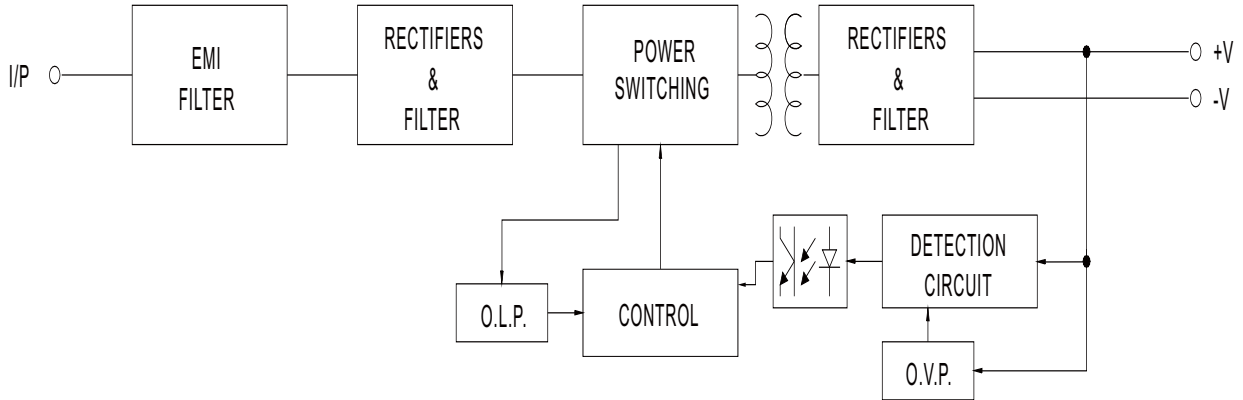 I/P
EMI
FILTER
RECTIFIERS
&
FILTER
POWER
SWITCHING
RECTIFIERS
&
FILTER
+V
-V
O.L.P.
CONTROL
DETECTION
CIRCUIT
O.V.P.